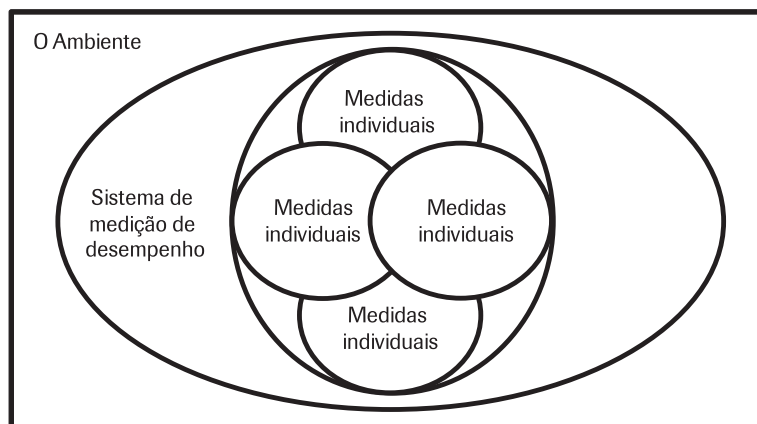 O Ambiente
Medidas
individuais
Sistema de
medição de
desempenho
Medidas
individuais
Medidas
individuais
Medidas
individuais